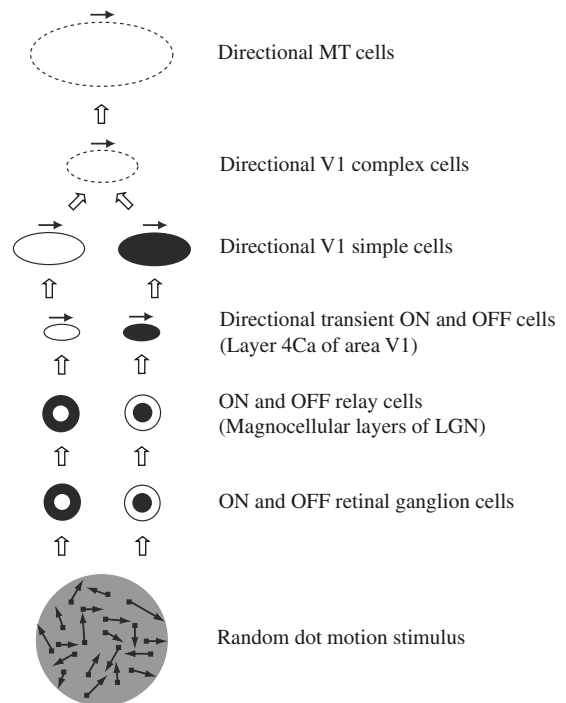 Directional MT cells
Directional V1 complex cells
Directional V1 simple cells
Directional transient ON and OFF cells
(Layer 4Ca of area V1)
ON and OFF relay cells
(Magnocellular layers of LGN)
ON and OFF retinal ganglion cells
Random dot motion stimulus